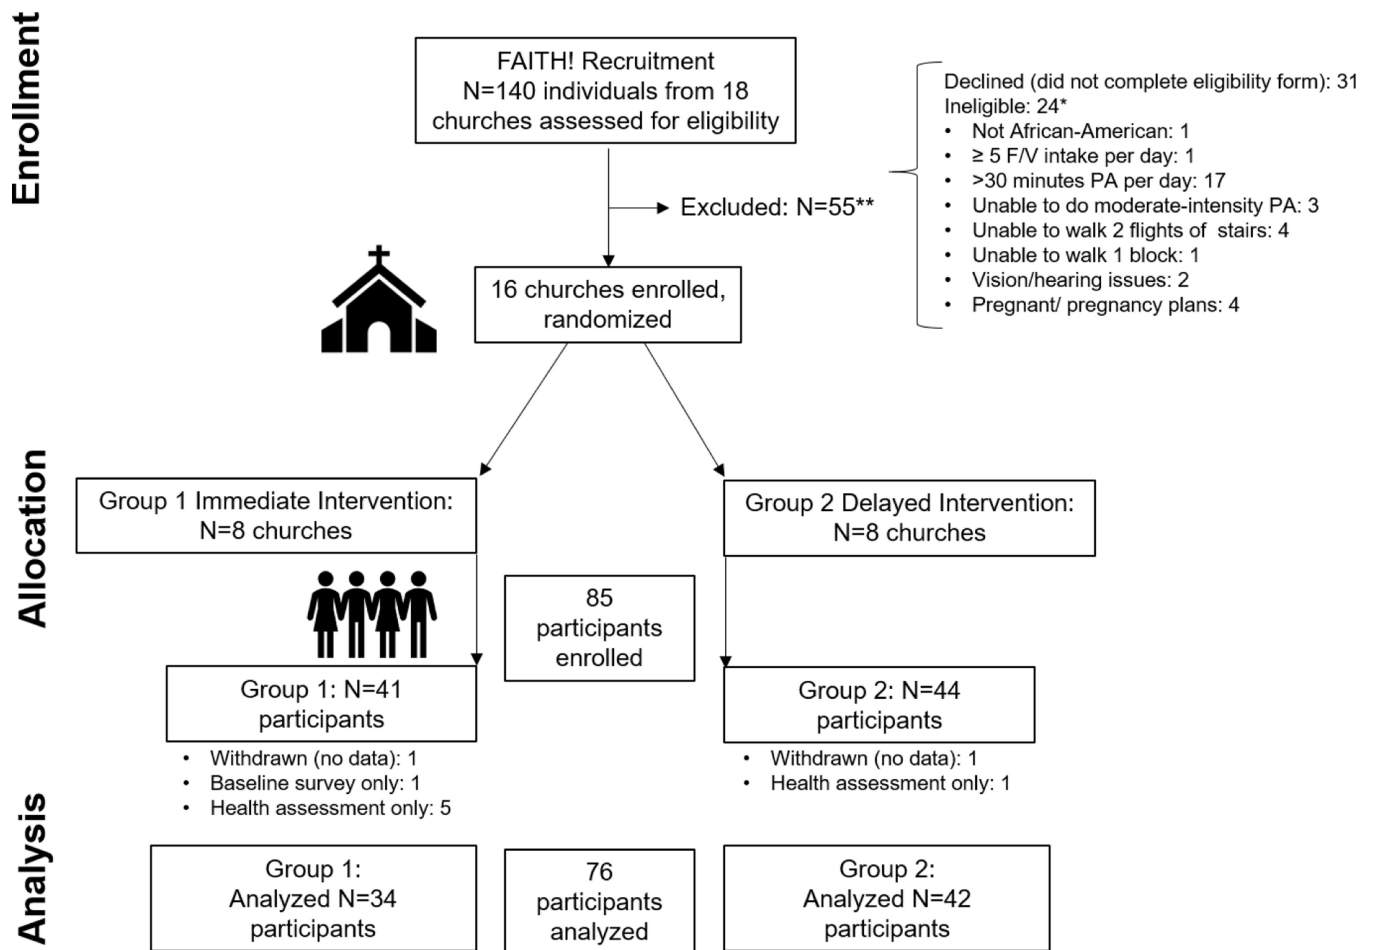 Enrollment
FAITH! Recruitment
N=140 individuals from 18
churches assessed for eligibility
Declined (did not complete eligibility form): 31
Ineligible: 24*
• Not African-American: 1
• ≥ 5 F/V intake per day: 1
• >30 minutes PA per day: 17
• Unable to do moderate-intensity PA: 3
• Unable to walk 2 flights of stairs: 4
• Unable to walk 1 block: 1
• Vision/hearing issues: 2
• Pregnant/ pregnancy plans: 4
Excluded: N=55**
16 churches enrolled,
randomized
Allocation
Group 1 Immediate Intervention:
N=8 churches
Group 2 Delayed Intervention:
N=8 churches
85
participants
enrolled
Group 1: N=41
participants
• Withdrawn (no data): 1
• Baseline survey only: 1
• Health assessment only: 5
Group 2: N=44
participants
• Withdrawn (no data): 1
• Health assessment only: 1
Analysis
Group 1:
Analyzed N=34
participants
76
participants
analyzed
Group 2:
Analyzed N=42
participants